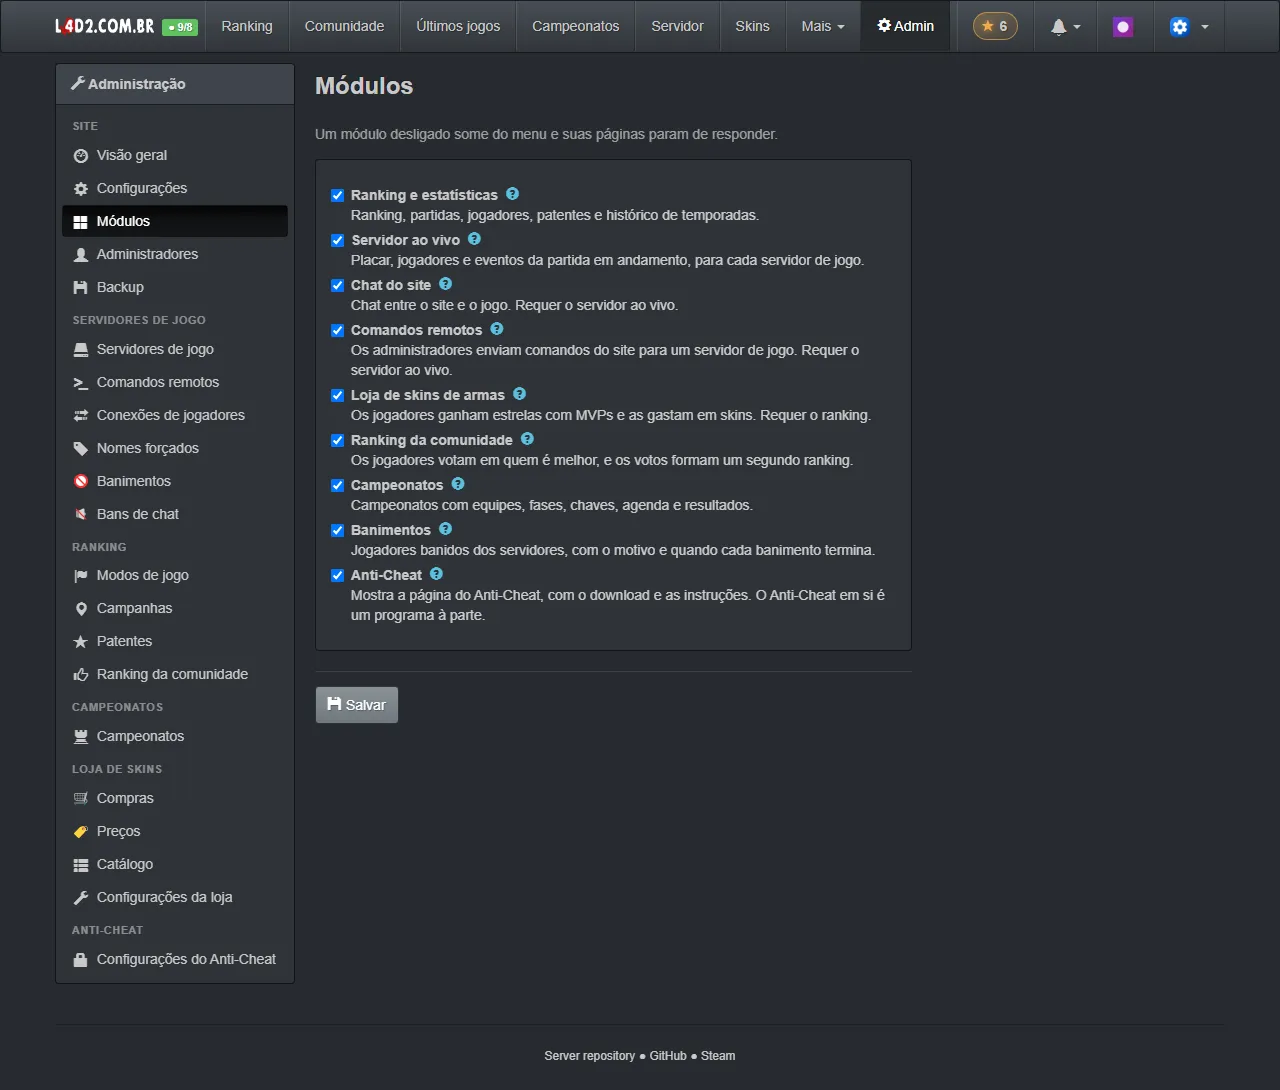 L4D2.COM.BR
9/8
Ranking
Comunidade
Últimos jogos
Campeonatos
Servidor
Skins
Mais
Admin
6
Administração
SITE
Visão geral
Configurações
Módulos
Administradores
Backup
SERVIDORES DE JOGO
Servidores de jogo
Comandos remotos
Conexões de jogadores
Nomes forçados
Banimentos
Bans de chat
RANKING
Modos de jogo
Campanhas
Patentes
Ranking da comunidade
CAMPEONATOS
Campeonatos
LOJA DE SKINS
Compras
Preços
Catálogo
Configurações da loja
ANTI-CHEAT
Configurações do Anti-Cheat
Módulos
Um módulo desligado some do menu e suas páginas param de responder.
Ranking e estatísticas
Ranking, partidas, jogadores, patentes e histórico de temporadas.
Servidor ao vivo
Placar, jogadores e eventos da partida em andamento, para cada servidor de jogo.
Chat do site
Chat entre o site e o jogo. Requer o servidor ao vivo.
Comandos remotos
Os administradores enviam comandos do site para um servidor de jogo. Requer o
servidor ao vivo.
Loja de skins de armas
Os jogadores ganham estrelas com MVPs e as gastam em skins. Requer o ranking.
Ranking da comunidade
Os jogadores votam em quem é melhor, e os votos formam um segundo ranking.
Campeonatos
Campeonatos com equipes, fases, chaves, agenda e resultados.
Banimentos
Jogadores banidos dos servidores, com o motivo e quando cada banimento termina.
Anti-Cheat
Mostra a página do Anti-Cheat, com o download e as instruções. O Anti-Cheat em si é
um programa à parte.
Salvar
Server repository ● GitHub ● Steam